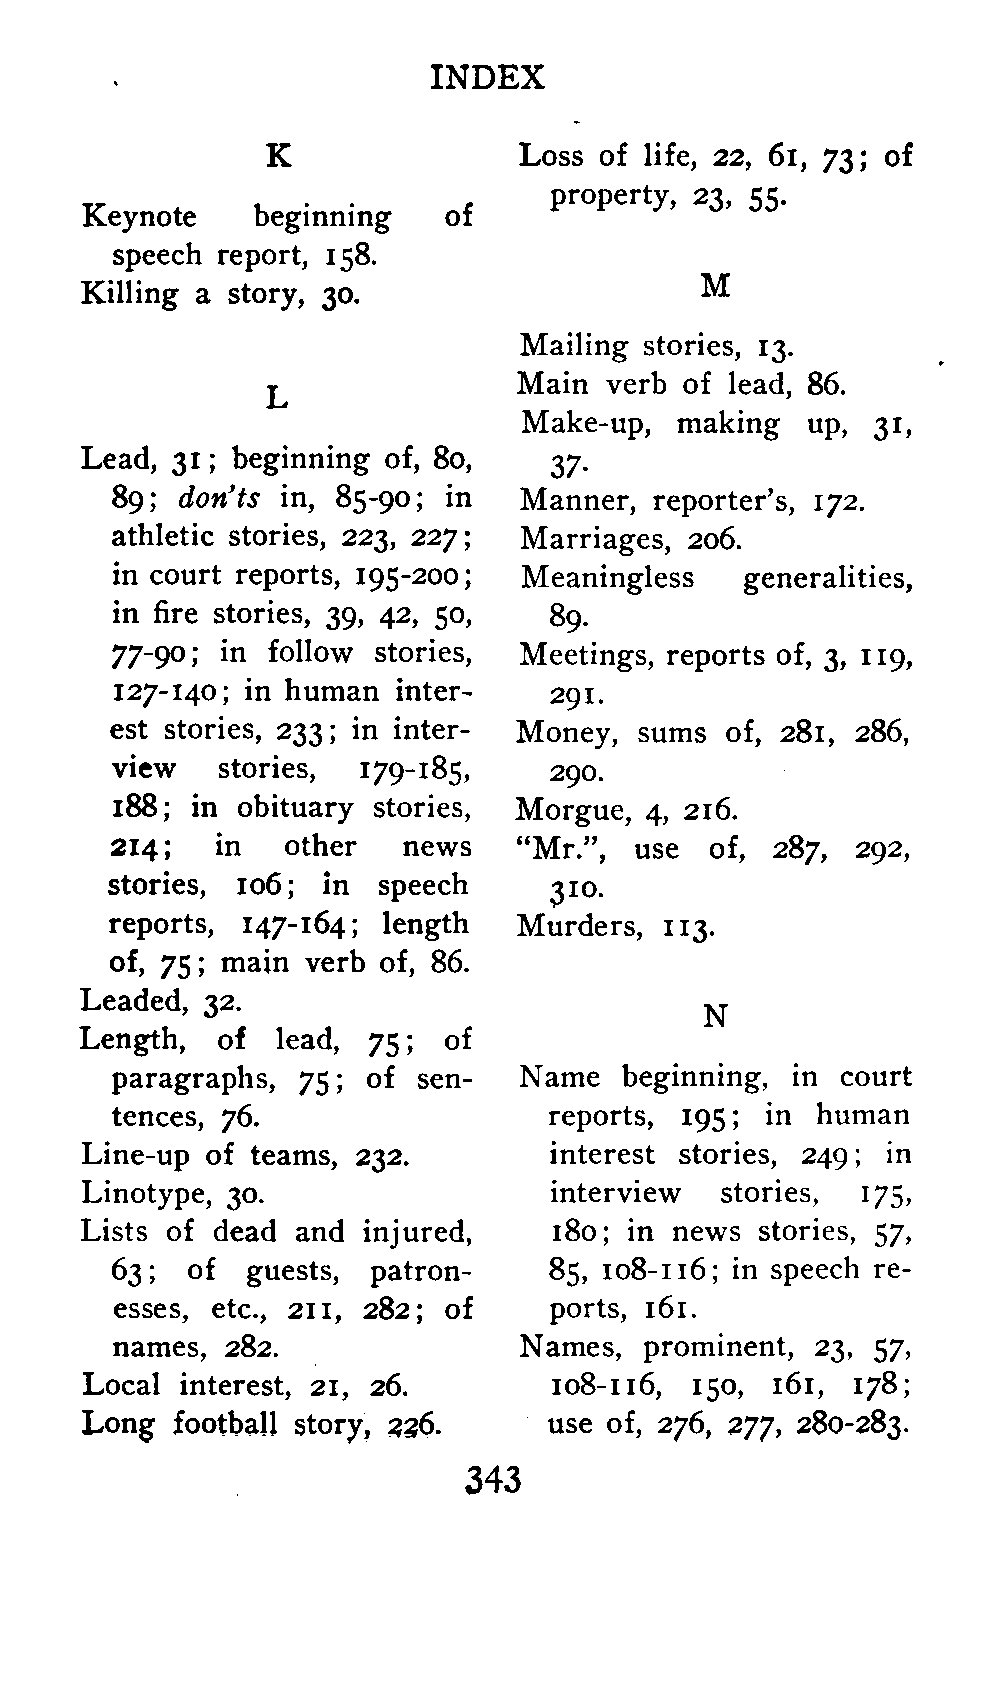 INDEX
K
Keynote beginning of
speech report, 158.
Killing a story, 30.
L
Lead, 31; beginning of, 80,
89; don'ts in, 85-90; in
athletic stories, 223, 227;
in court reports, 195-200;
in fire stories, 39, 42, 50,
77-90; in follow stories,
127-140; in human inter-
est stories, 233; in inter-
view stories, 179-185,
188; in obituary stories,
214; in other news
stories, 106; in speech
reports, 147-164; length
of, 75; main verb of, 86.
Leaded, 32.
Length, of lead, 75; of
paragraphs, 75; of sen-
tences, 76.
Line-up of teams, 232.
Linotype, 30.
Lists of dead and injured,
63; of guests, patron-
esses, etc., 211, 282; of
names, 282.
Local interest, 21, 26.
Long football story, 226.
Loss of life, 22, 61, 73; of
property, 23, 55.
M
Mailing stories, 13.
Main verb of lead, 86.
Make-up, making up, 31,
37.
Manner, reporter's, 172.
Marriages, 206.
Meaningless generalities,
89.
Meetings, reports of, 3, 119,
291.
Money, sums of, 281, 286,
290.
Morgue, 4, 216.
"Mr.", use of, 287, 292,
310.
Murders, 113.
N
Name beginning, in court
reports, 195; in human
interest stories, 249; in
interview stories, 175,
180; in news stories, 57,
85, 108-116; in speech re-
ports, 161.
Names, prominent, 23, 57,
108-116, 150, 161, 178;
use of, 276, 277, 280-283.
343